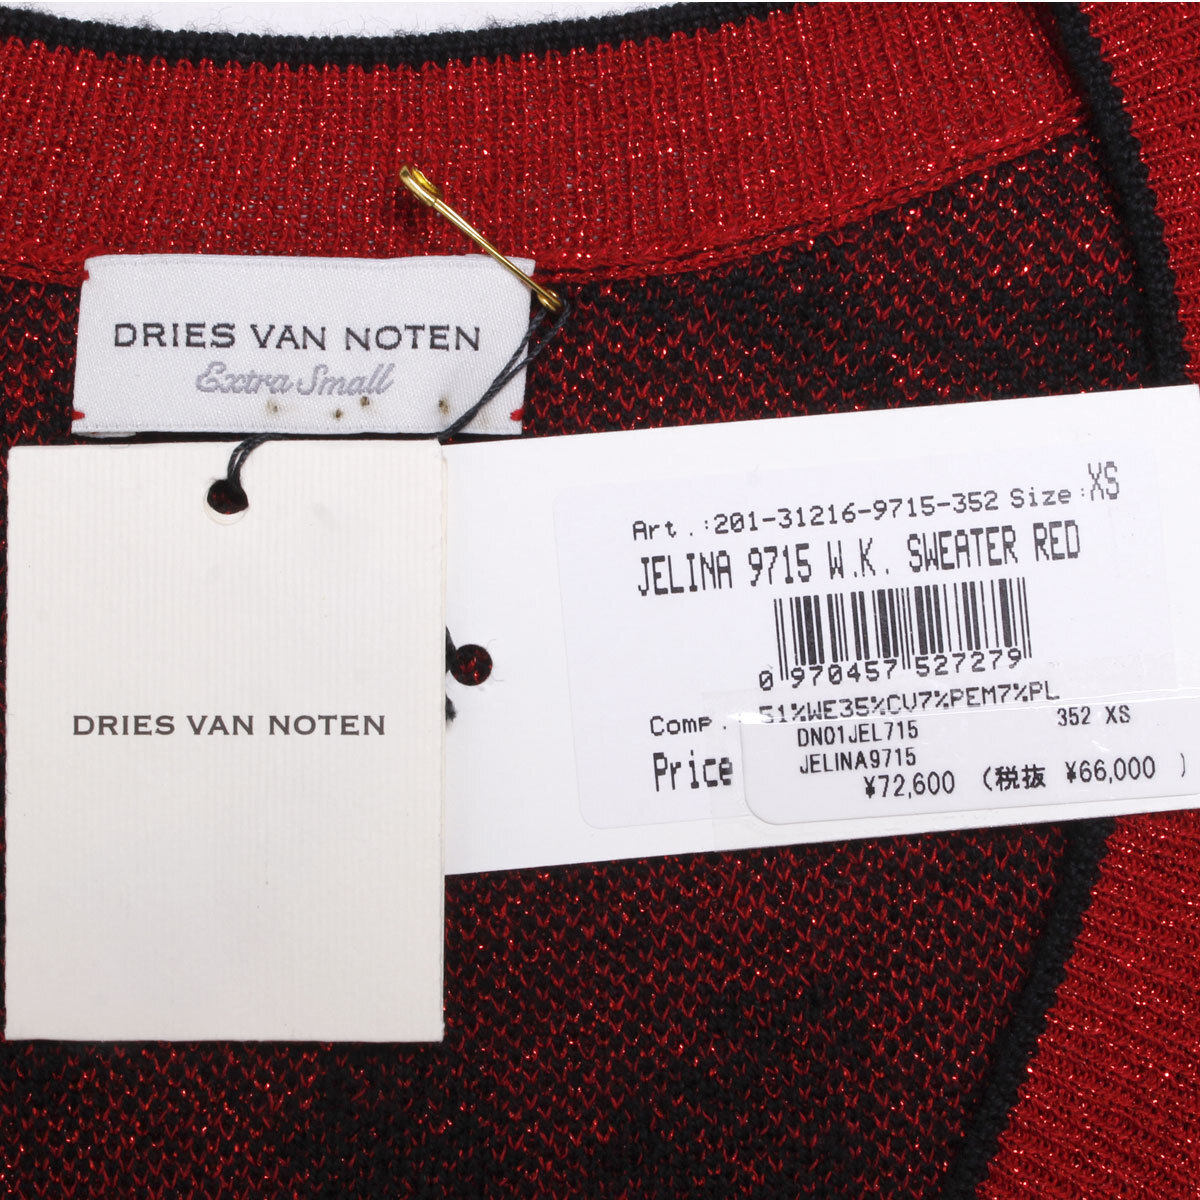 DRIES VAN NOTEN
Extra Small
DRIES VAN NOTEN
Art.:201-31216-9715-352 Size:XS
JELINA 9715 W.K. SWEATER RED
0 970457 527279
Comp.: 51%WE35%CV7%PEM7%PL
DN01JEL715 352 XS
JELINA9715
Price
¥72,600 (税抜 ¥66,000 )